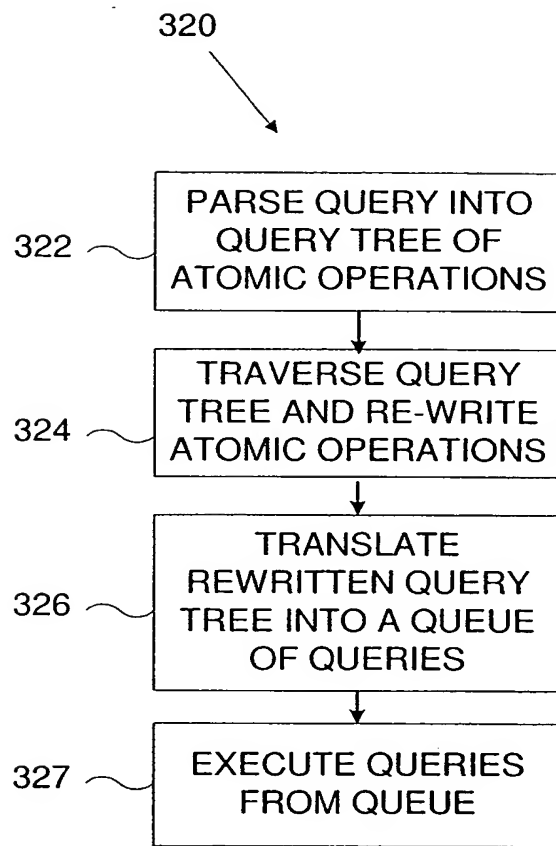 320
322
PARSE QUERY INTO
QUERY TREE OF
ATOMIC OPERATIONS
324
TRAVERSE QUERY
TREE AND RE-WRITE
ATOMIC OPERATIONS
326
TRANSLATE
REWRITTEN QUERY
TREE INTO A QUEUE
OF QUERIES
327
EXECUTE QUERIES
FROM QUEUE